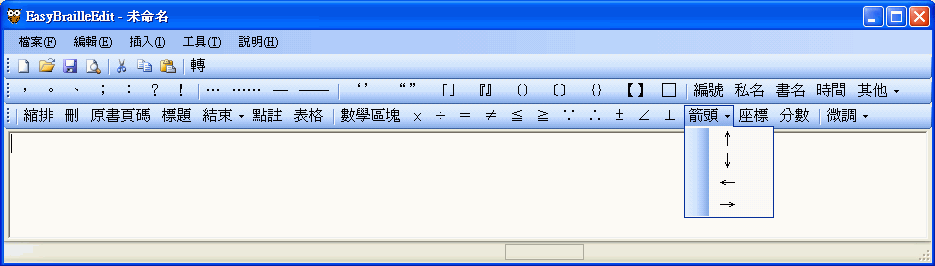 EasyBrailleEdit - 未命名
檔案(F) 編輯(E) 插入(I) 工具(T) 說明(H)
轉
， 。 、 ； ： ？ ！ … …… — —— ‘’ “ ” 「」 『』 （） 〔〕 ｛｝ 【】 □ 編號 私名 書名 時間 其他
縮排 刪 原書頁碼 標題 結束 點註 表格 數學區塊 × ÷ = ≠ ≦ ≧ ∵ ∴ ± ∠ ⊥ 箭頭 座標 分數 微調
↑
↓
←
→